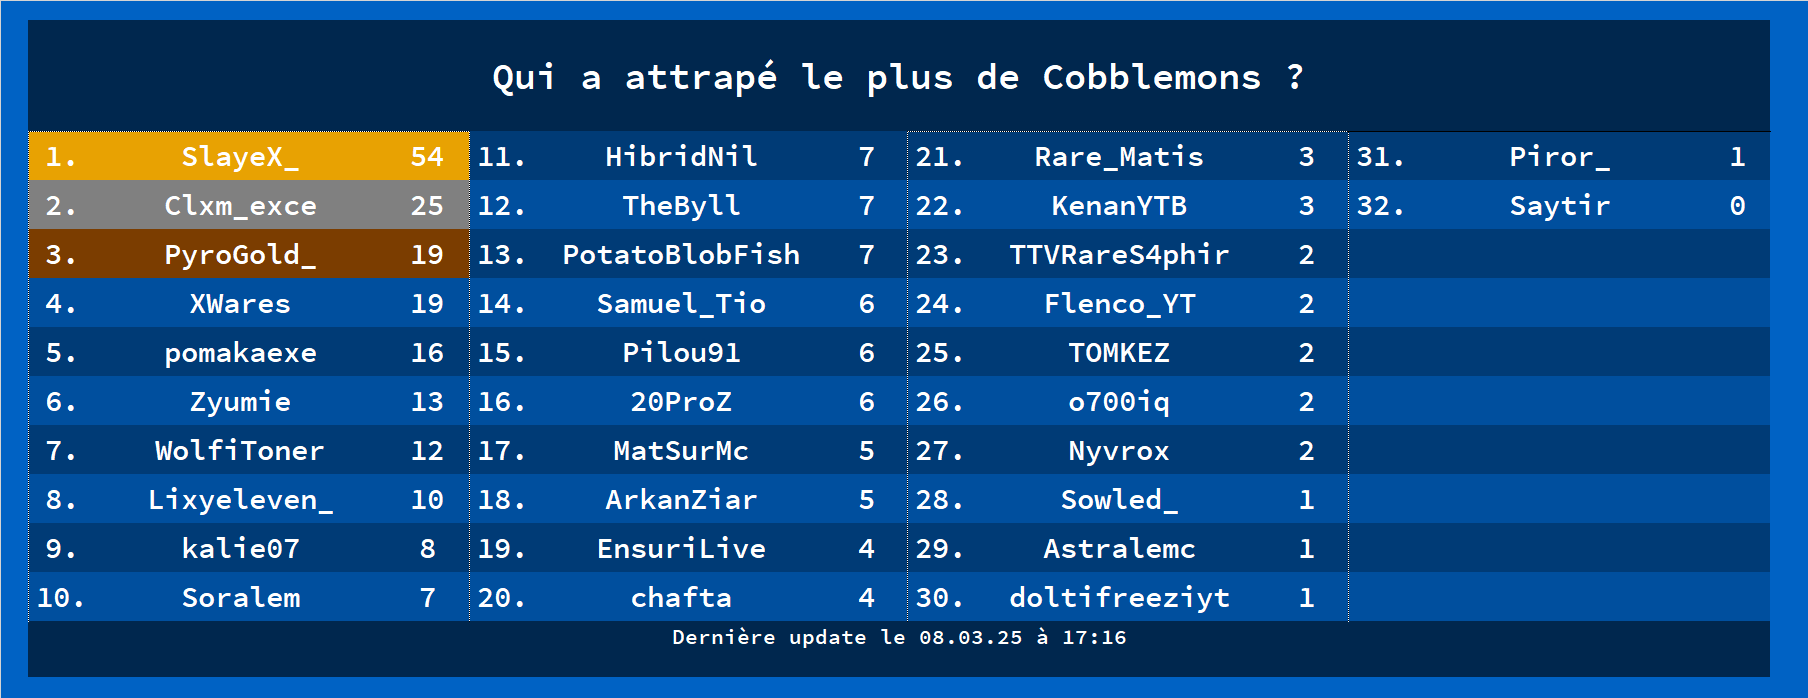 Qui a attrapé le plus de Cobblemons ?
1. SlayeX_ 54
2. Clxm_exce 25
3. PyroGold_ 19
4. XWares 19
5. pomakaexe 16
6. Zyumie 13
7. WolfiToner 12
8. Lixyeleven_ 10
9. kalie07 8
10. Soralem 7
11. HibridNil 7
12. TheByll 7
13. PotatoBlobFish 7
14. Samuel_Tio 6
15. Pilou91 6
16. 20ProZ 6
17. MatSurMc 5
18. ArkanZiar 5
19. EnsuriLive 4
20. chafta 4
21. Rare_Matis 3
22. KenanYTB 3
23. TTVRareS4phir 2
24. Flenco_YT 2
25. TOMKEZ 2
26. o700iq 2
27. Nyvrox 2
28. Sowled_ 1
29. Astralemc 1
30. doltifreeziyt 1
31. Piror_ 1
32. Saytir 0
Dernière update le 08.03.25 à 17:16